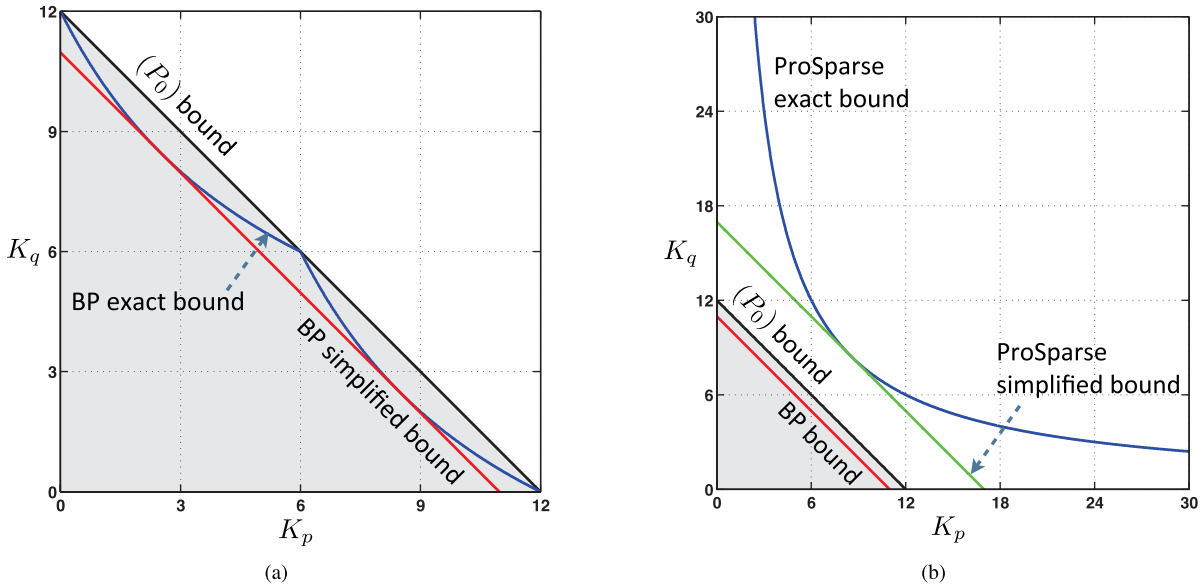 12
9
6
3
0
K_q
(P_0) bound
BP exact bound
BP simplified bound
0
3
6
9
12
K_p
(a)
30
24
18
12
6
0
K_q
ProSparse
exact bound
(P_0) bound
BP bound
ProSparse
simplified bound
0
6
12
18
24
30
K_p
(b)